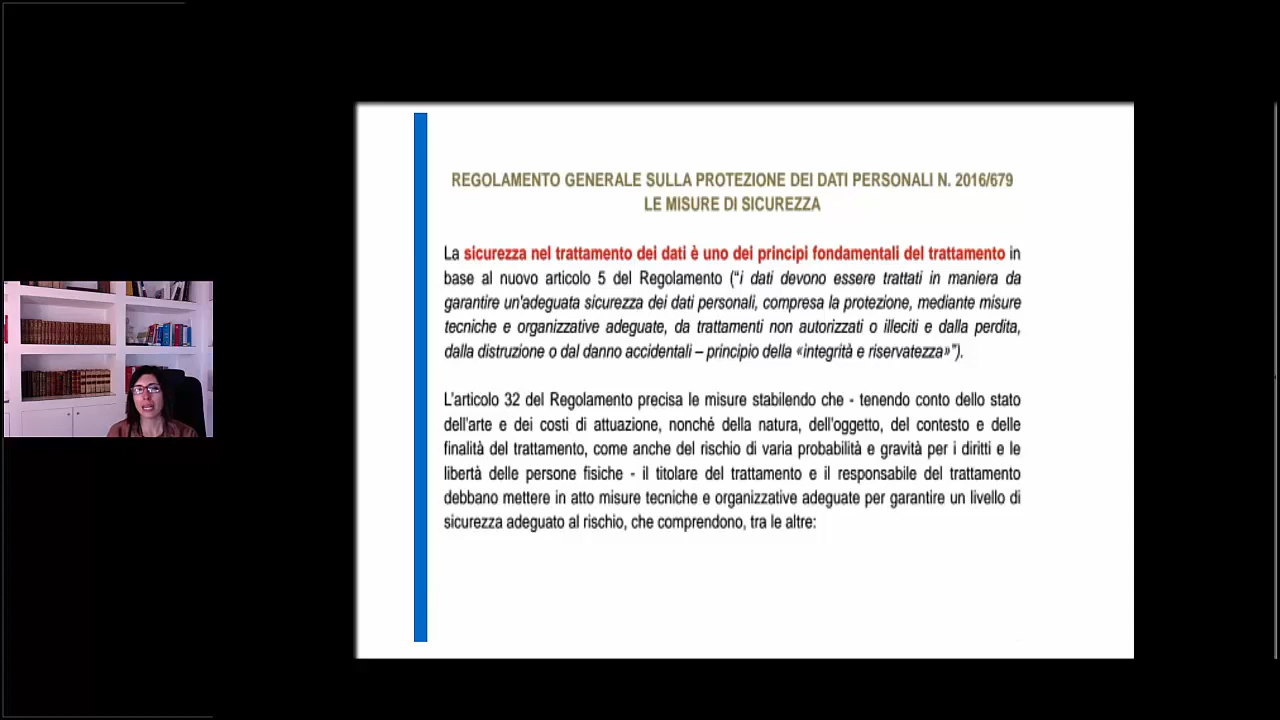 REGOLAMENTO GENERALE SULLA PROTEZIONE DEI DATI PERSONALI N. 2016/679
LE MISURE DI SICUREZZA
La sicurezza nel trattamento dei dati è uno dei principi fondamentali del trattamento in
base al nuovo articolo 5 del Regolamento (“i dati devono essere trattati in maniera da
garantire un'adeguata sicurezza dei dati personali, compresa la protezione, mediante misure
tecniche e organizzative adeguate, da trattamenti non autorizzati o illeciti e dalla perdita,
dalla distruzione o dal danno accidentali – principio della «integrità e riservatezza»”).
L’articolo 32 del Regolamento precisa le misure stabilendo che - tenendo conto dello stato
dell’arte e dei costi di attuazione, nonché della natura, dell’oggetto, del contesto e delle
finalità del trattamento, come anche del rischio di varia probabilità e gravità per i diritti e le
libertà delle persone fisiche - il titolare del trattamento e il responsabile del trattamento
debbano mettere in atto misure tecniche e organizzative adeguate per garantire un livello di
sicurezza adeguato al rischio, che comprendono, tra le altre: